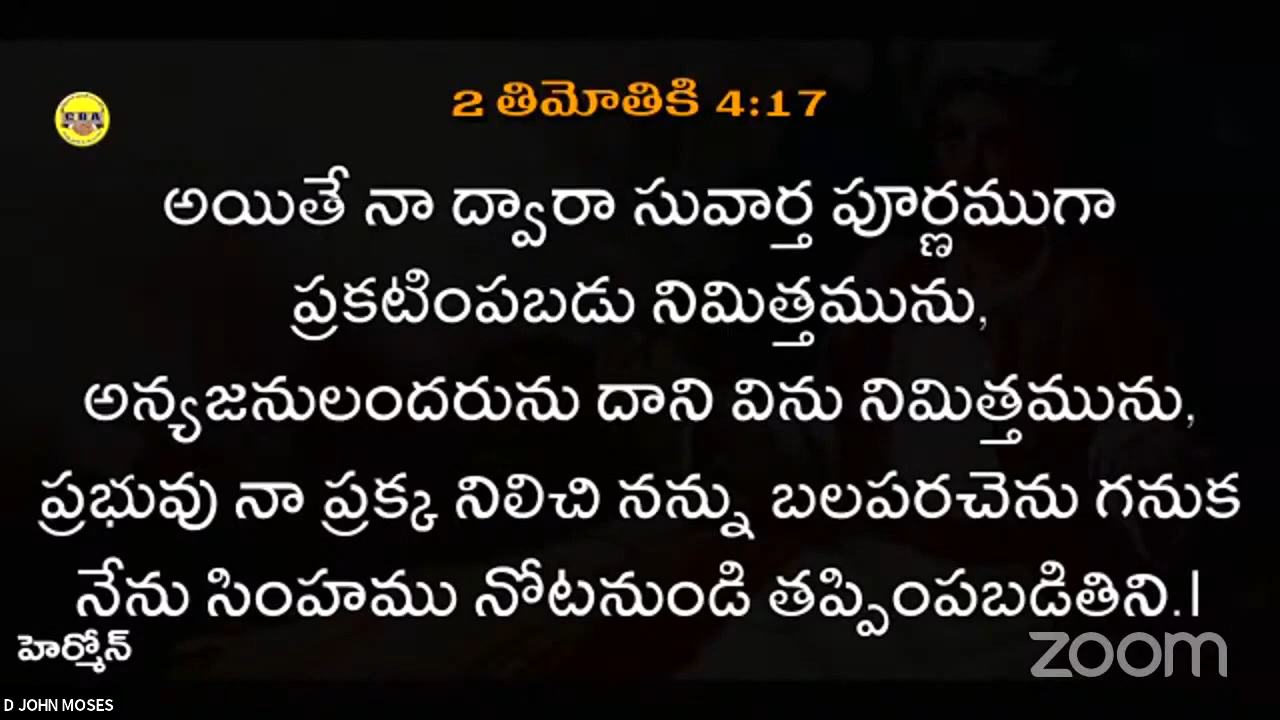 2 తిమోతికి 4:17
అయితే నా ద్వారా సువార్త పూర్ణముగా
ప్రకటింపబడు నిమిత్తమును,
అన్యజనులందరును దాని విను నిమిత్తమును,
ప్రభువు నా ప్రక్క నిలిచి నన్ను బలపరచెను గనుక
నేను సింహము నోటనుండి తప్పింపబడితిని.I
హెర్మోన్
zoom
D JOHN MOSES